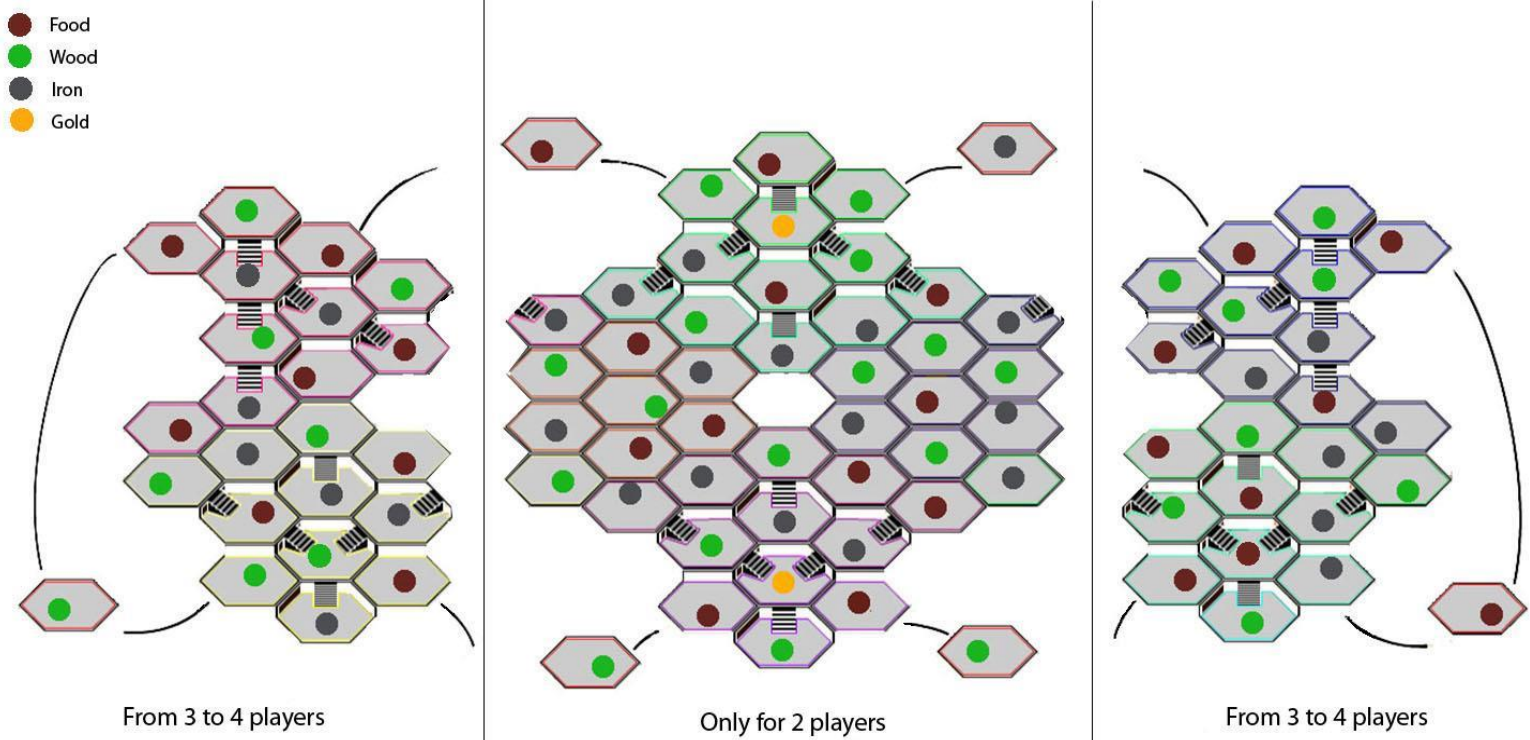 Food
Wood
Iron
Gold
From 3 to 4 players
Only for 2 players
From 3 to 4 players